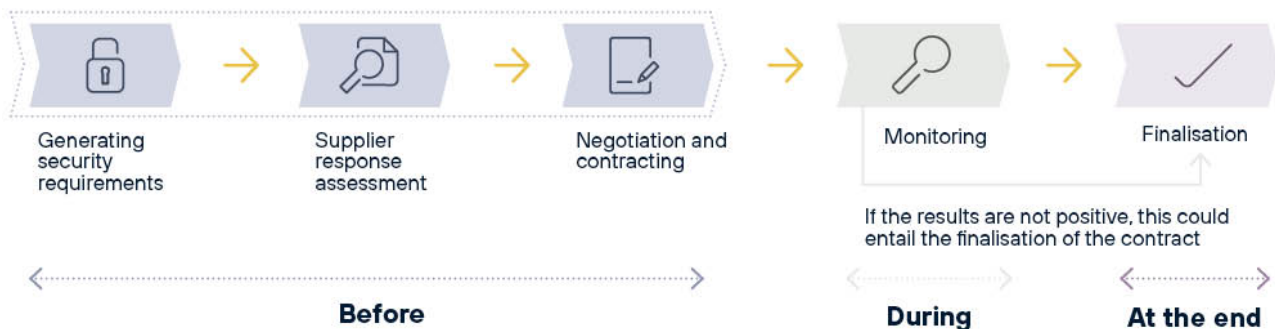 Generating
security
requirements
Supplier
response
assessment
Negotiation and
contracting
Monitoring
Finalisation
If the results are not positive, this could
entail the finalisation of the contract
Before
During
At the end